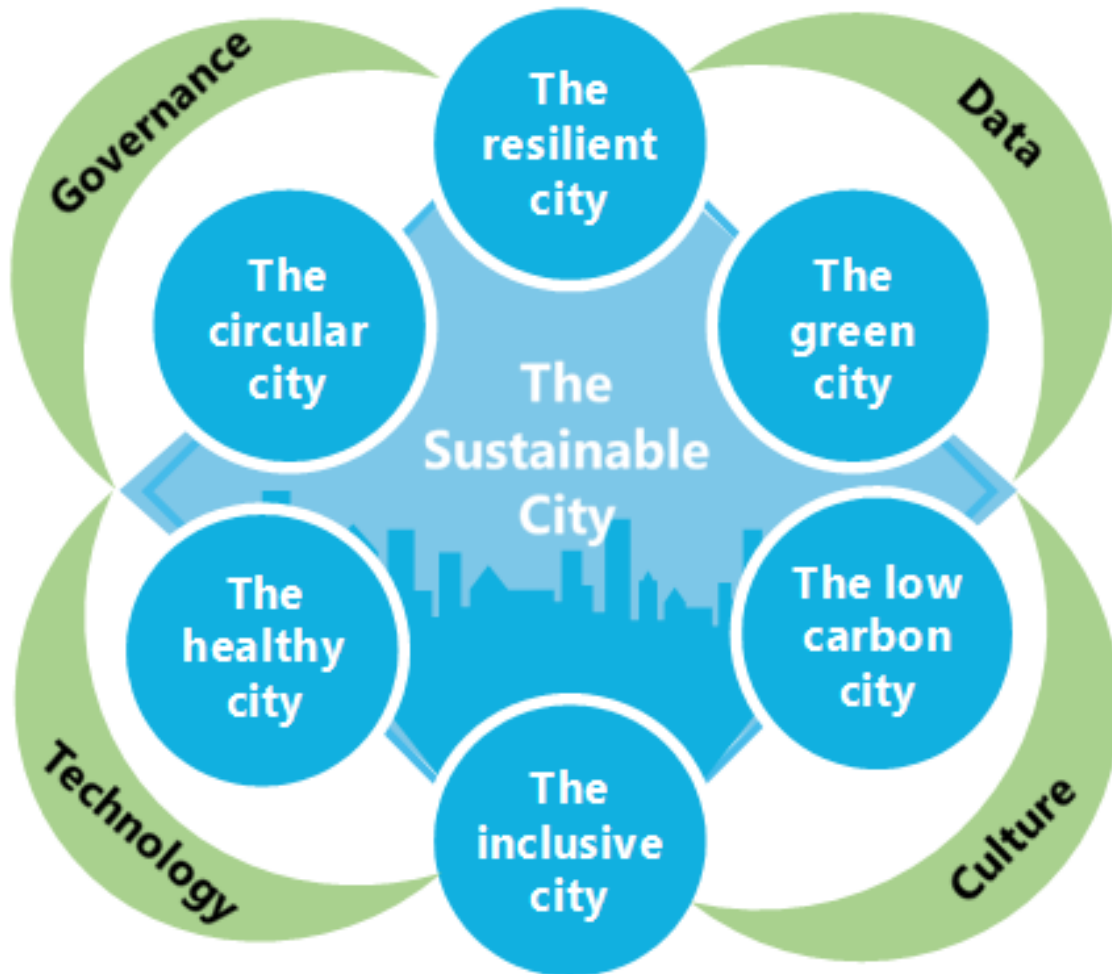 Governance
The
resilient
city
Data
The
circular
city
The
green
city
The
Sustainable
City
The
healthy
city
The low
carbon
city
Technology
The
inclusive
city
Culture